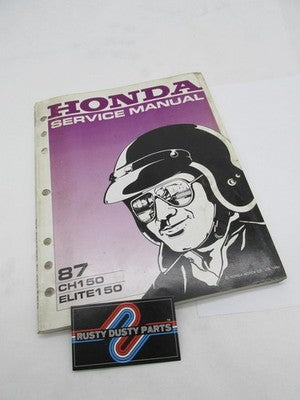 HONDA
SERVICE MANUAL
87
CH150
ELITE150
RUSTY DUSTY PARTS